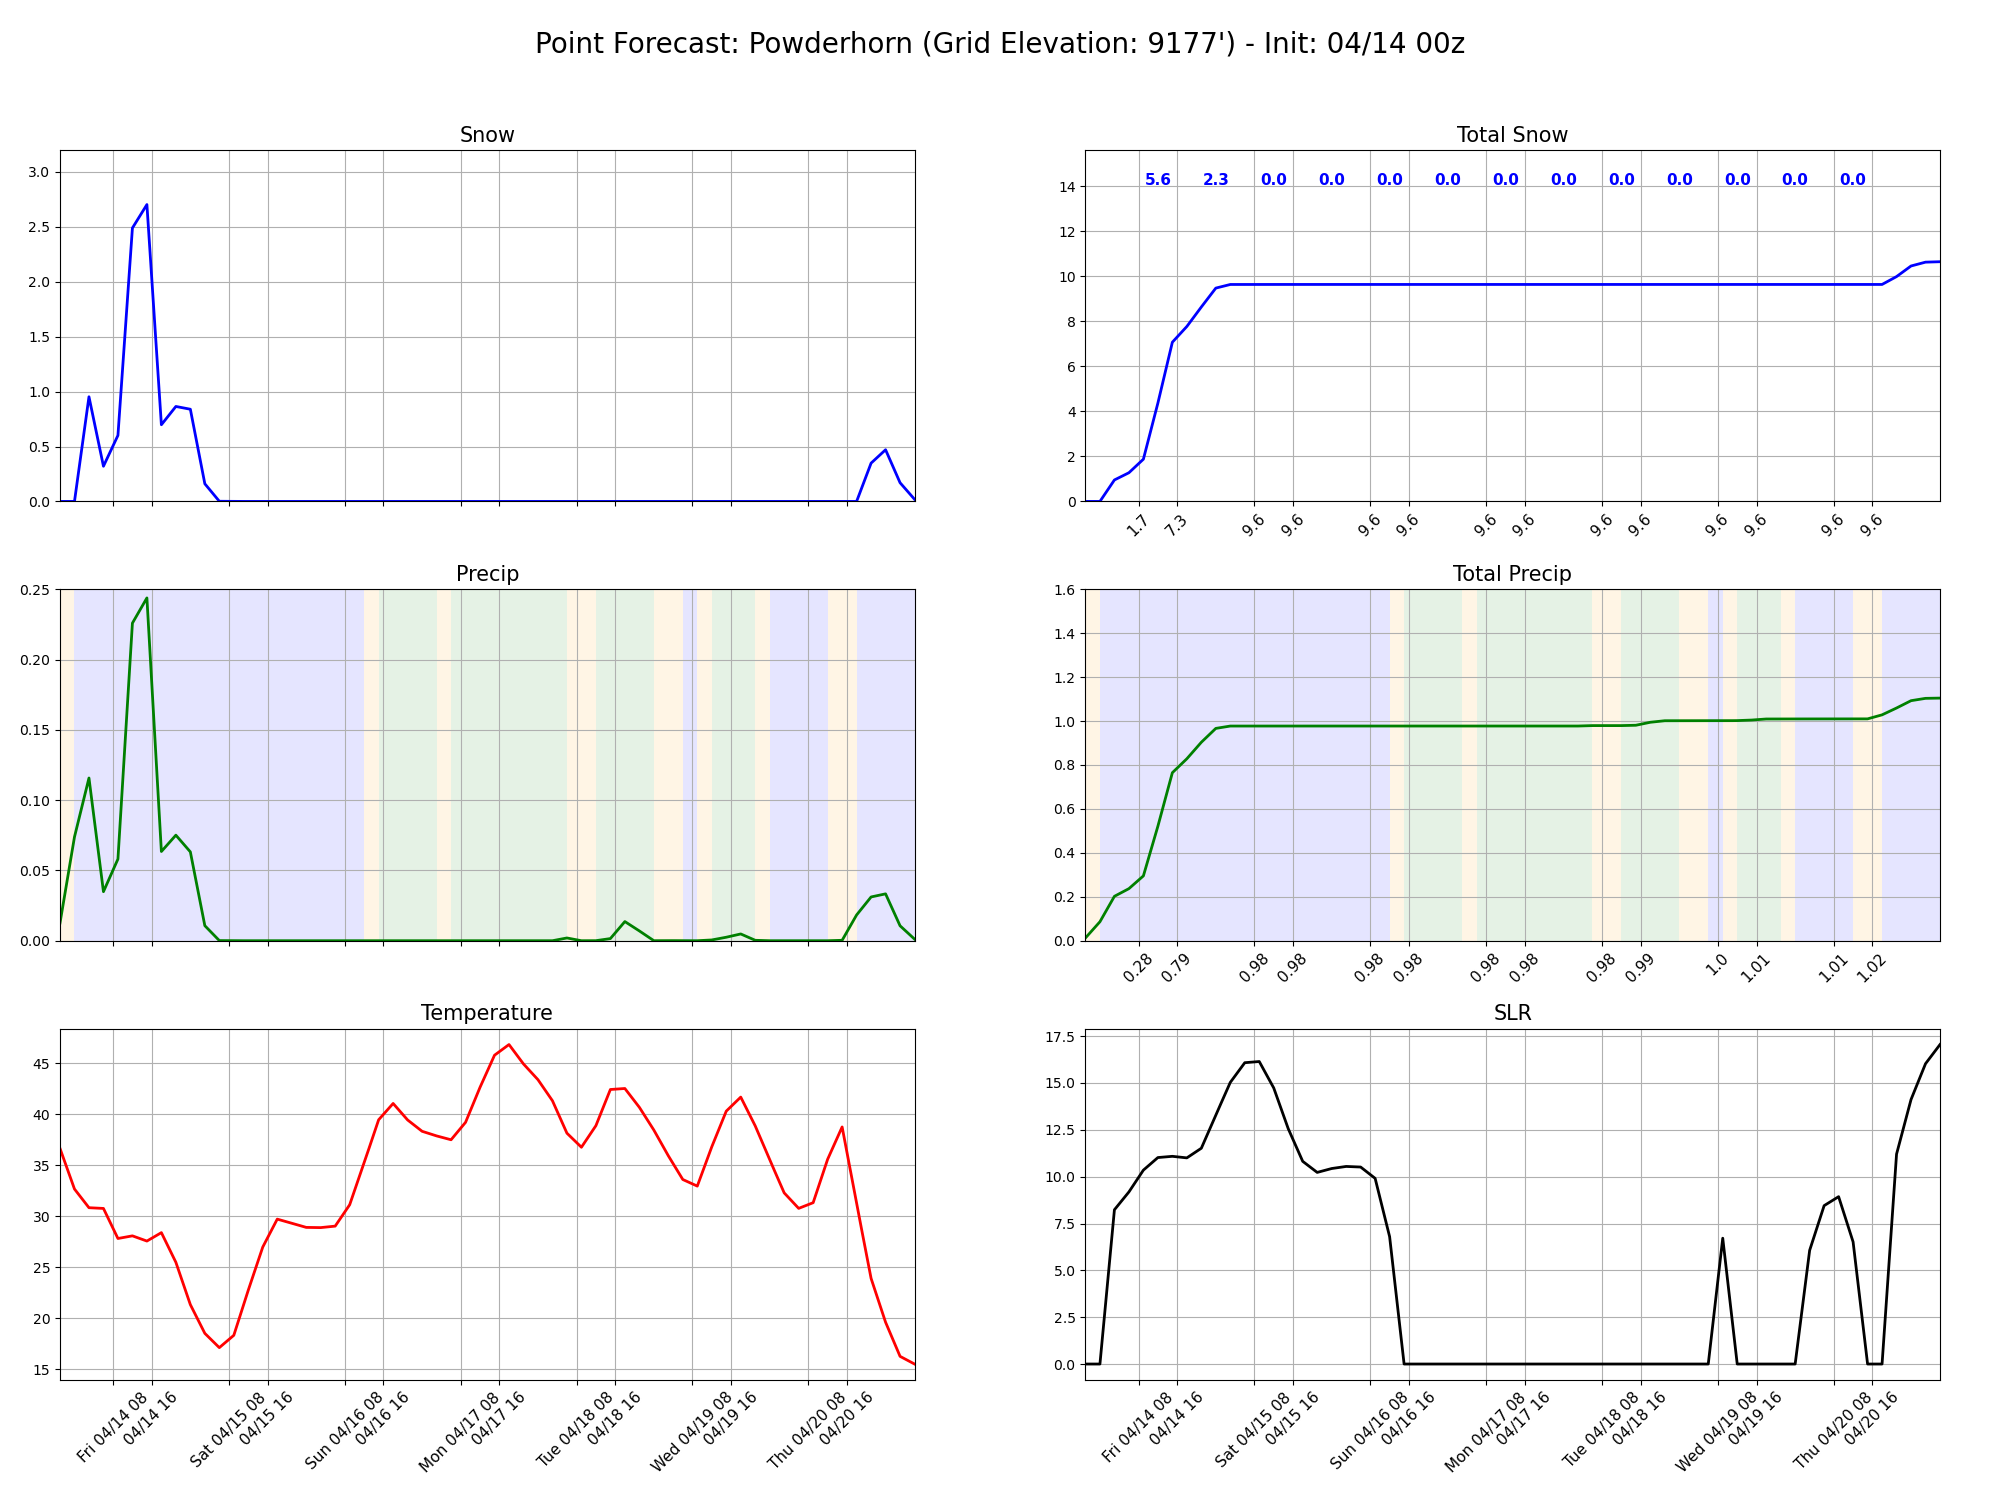 Point Forecast: Powderhorn (Grid Elevation: 9177') - Init: 04/14 00z
Snow
3.0
2.5
2.0
1.5
1.0
0.5
0.0
Total Snow
5.6 2.3 0.0 0.0 0.0 0.0 0.0 0.0 0.0 0.0 0.0 0.0 0.0
14
12
10
8
6
4
2
0
1.7 7.3 9.6 9.6 9.6 9.6 9.6 9.6 9.6 9.6 9.6 9.6 9.6 9.6
Precip
0.25
0.20
0.15
0.10
0.05
0.00
Total Precip
1.6
1.4
1.2
1.0
0.8
0.6
0.4
0.2
0.0
0.28 0.79 0.98 0.98 0.98 0.98 0.98 0.98 0.98 0.99 1.0 1.01 1.01 1.02
Temperature
45
40
35
30
25
20
15
Fri 04/14 08
04/14 16
Sat 04/15 08
04/15 16
Sun 04/16 08
04/16 16
Mon 04/17 08
04/17 16
Tue 04/18 08
04/18 16
Wed 04/19 08
04/19 16
Thu 04/20 08
04/20 16
SLR
17.5
15.0
12.5
10.0
7.5
5.0
2.5
0.0
Fri 04/14 08
04/14 16
Sat 04/15 08
04/15 16
Sun 04/16 08
04/16 16
Mon 04/17 08
04/17 16
Tue 04/18 08
04/18 16
Wed 04/19 08
04/19 16
Thu 04/20 08
04/20 16